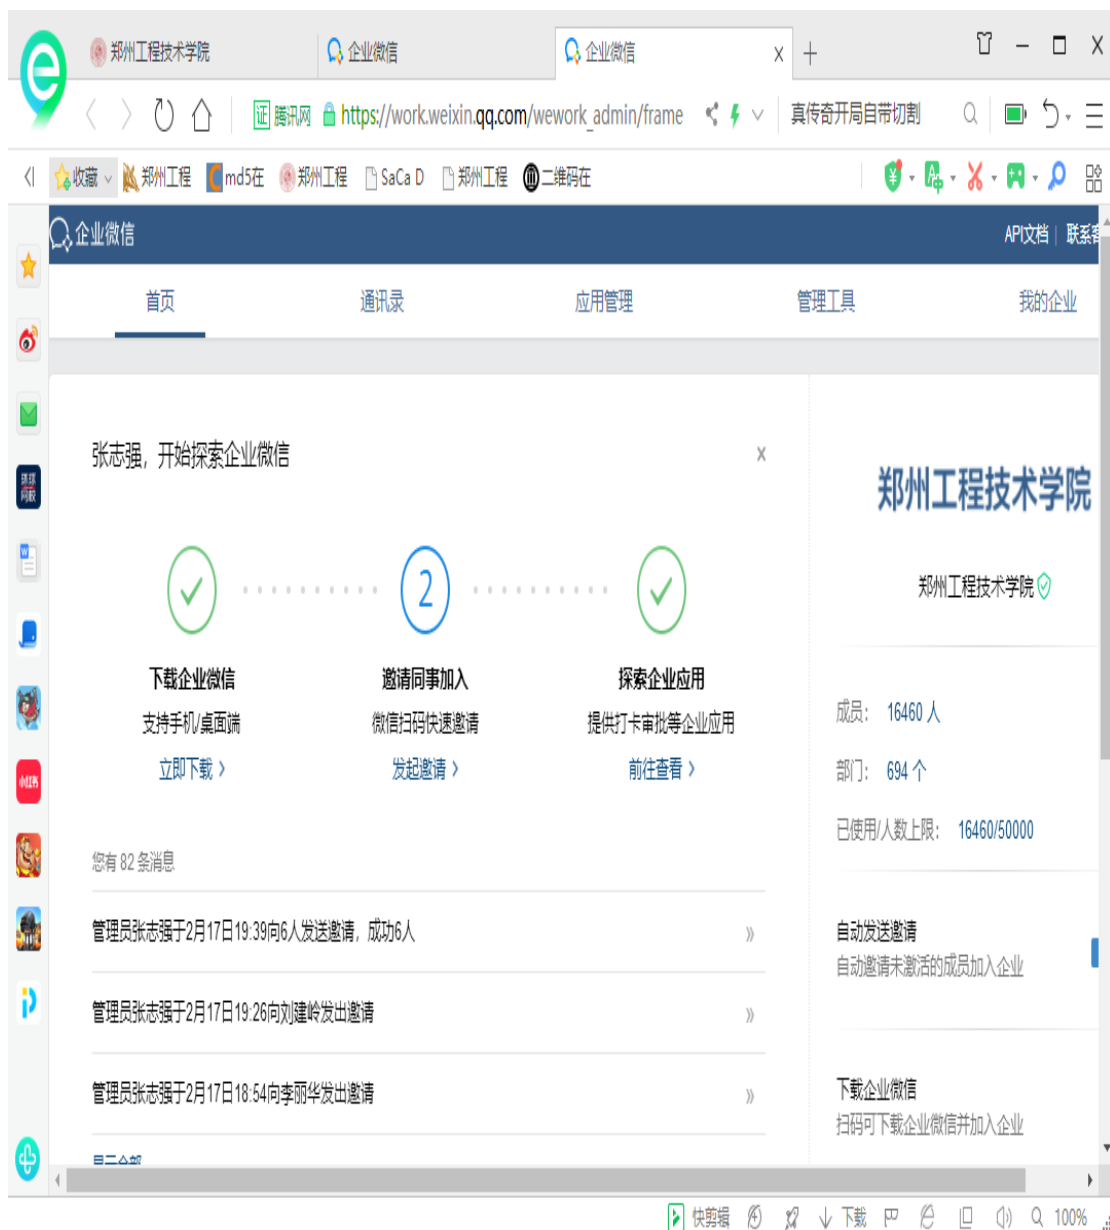 郑州工程技术学院
企业微信
企业微信
证 腾讯网 https://work.weixin.qq.com/wework_admin/frame
真传奇开局自带切割
收藏 郑州工程 md5在 郑州工程 SaCa D 郑州工程 二维码在
企业微信
API文档 | 联系客
首页 通讯录 应用管理 管理工具 我的企业
张志强，开始探索企业微信
2
下载企业微信 邀请同事加入 探索企业应用
支持手机/桌面端 微信扫码快速邀请 提供打卡审批等企业应用
立即下载 发起邀请 前往查看
您有 82 条消息
管理员张志强于2月17日19:39向6人发送邀请，成功6人
管理员张志强于2月17日19:26向刘建岭发出邀请
管理员张志强于2月17日18:54向李丽华发出邀请
显示全部
郑州工程技术学院
郑州工程技术学院
成员： 16460 人
部门： 694 个
已使用/人数上限： 16460/50000
自动发送邀请
自动邀请未激活的成员加入企业
下载企业微信
扫码可下载企业微信并加入企业
环球网校
小红书
快剪辑 下载 100%